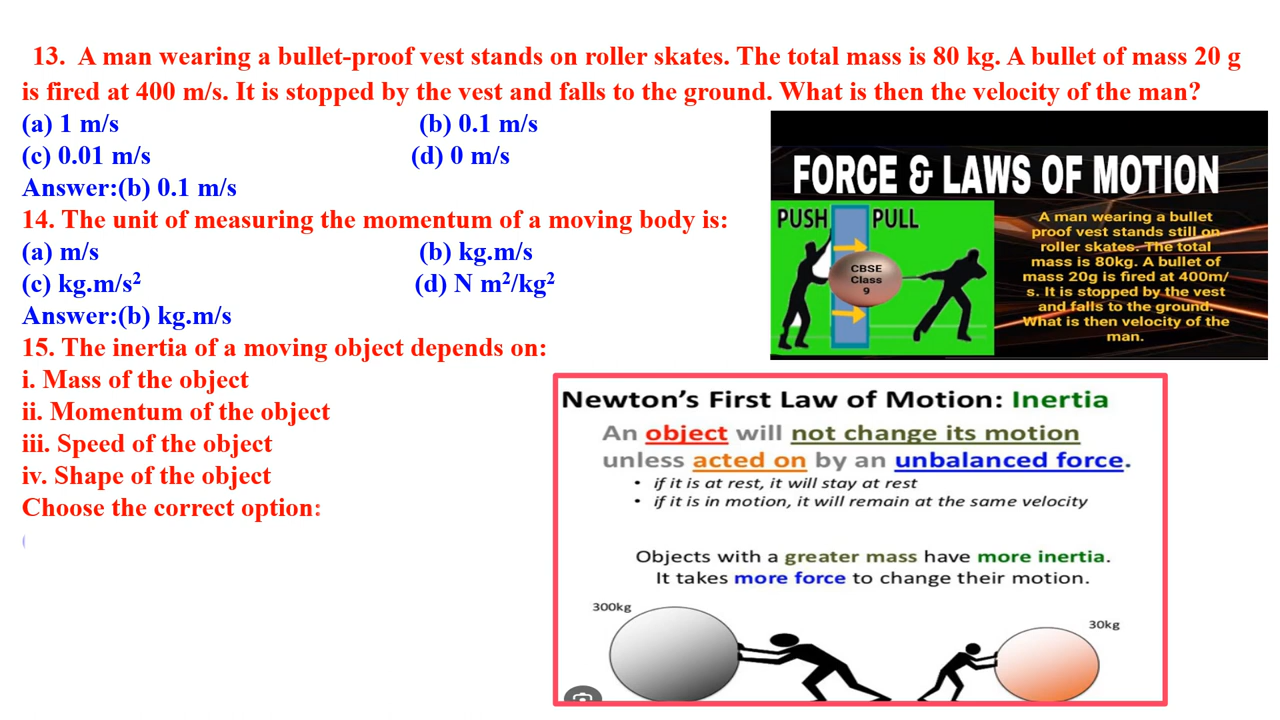 13. A man wearing a bullet-proof vest stands on roller skates. The total mass is 80 kg. A bullet of mass 20 g
is fired at 400 m/s. It is stopped by the vest and falls to the ground. What is then the velocity of the man?
(a) 1 m/s (b) 0.1 m/s
(c) 0.01 m/s (d) 0 m/s
Answer:(b) 0.1 m/s
14. The unit of measuring the momentum of a moving body is:
(a) m/s (b) kg.m/s
(c) kg.m/s² (d) N m²/kg²
Answer:(b) kg.m/s
15. The inertia of a moving object depends on:
i. Mass of the object
ii. Momentum of the object
iii. Speed of the object
iv. Shape of the object
Choose the correct option:
(
FORCE & LAWS OF MOTION
PUSH PULL
CBSE
Class
9
A man wearing a bullet
proof vest stands still on
roller skates. The total
mass is 80kg. A bullet of
mass 20g is fired at 400m/
s. It is stopped by the vest
and falls to the ground.
What is then velocity of the
man.
Newton's First Law of Motion: Inertia
An object will not change its motion
unless acted on by an unbalanced force.
• if it is at rest, it will stay at rest
• if it is in motion, it will remain at the same velocity
Objects with a greater mass have more inertia.
It takes more force to change their motion.
300kg
30kg